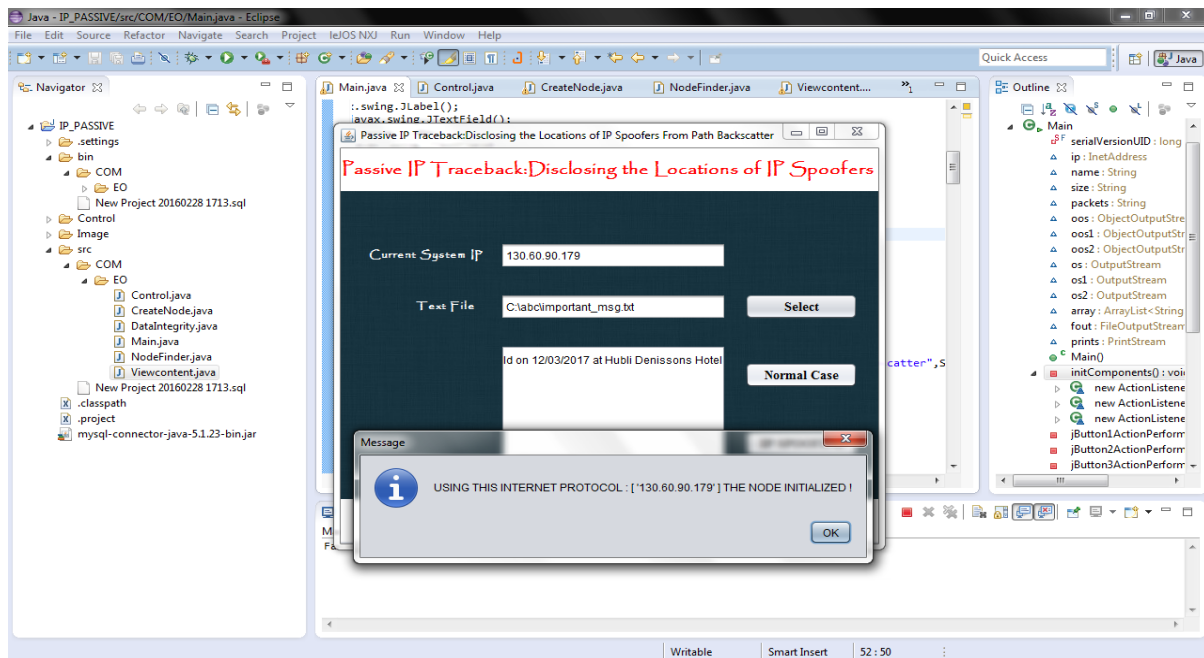 Java - IP_PASSIVE/src/COM/EO/Main.java - Eclipse
File Edit Source Refactor Navigate Search Project leJOS NXJ Run Window Help
Quick Access
Java
Navigator
IP_PASSIVE
.settings
bin
COM
EO
New Project 20160228 1713.sql
Control
Image
src
COM
EO
Control.java
CreateNode.java
DataIntegrity.java
Main.java
NodeFinder.java
Viewcontent.java
New Project 20160228 1713.sql
.classpath
.project
mysql-connector-java-5.1.23-bin.jar
Main.java
Control.java
CreateNode.java
NodeFinder.java
Viewcontent....
»1
:.swing.JLabel();
javax.swing.JTextField();
catter",S
Passive IP Traceback:Disclosing the Locations of IP Spoofers From Path Backscatter
Passive IP Traceback:Disclosing the Locations of IP Spoofers
Current System IP
130.60.90.179
Text File
C:\abc\important_msg.txt
Select
ld on 12/03/2017 at Hubli Denissons Hotel
Normal Case
Message
USING THIS INTERNET PROTOCOL : [ '130.60.90.179' ] THE NODE INITIALIZED !
OK
Outline
Main
SF serialVersionUID : long
ip : InetAddress
name : String
size : String
packets : String
oos : ObjectOutputStre
oos1 : ObjectOutputStr
oos2 : ObjectOutputStr
os : OutputStream
os1 : OutputStream
os2 : OutputStream
array : ArrayList<String
fout : FileOutputStream
prints : PrintStream
C Main()
initComponents() : voi
new ActionListene
new ActionListene
new ActionListene
jButton1ActionPerform
jButton2ActionPerform
jButton3ActionPerform
Writable
Smart Insert
52 : 50